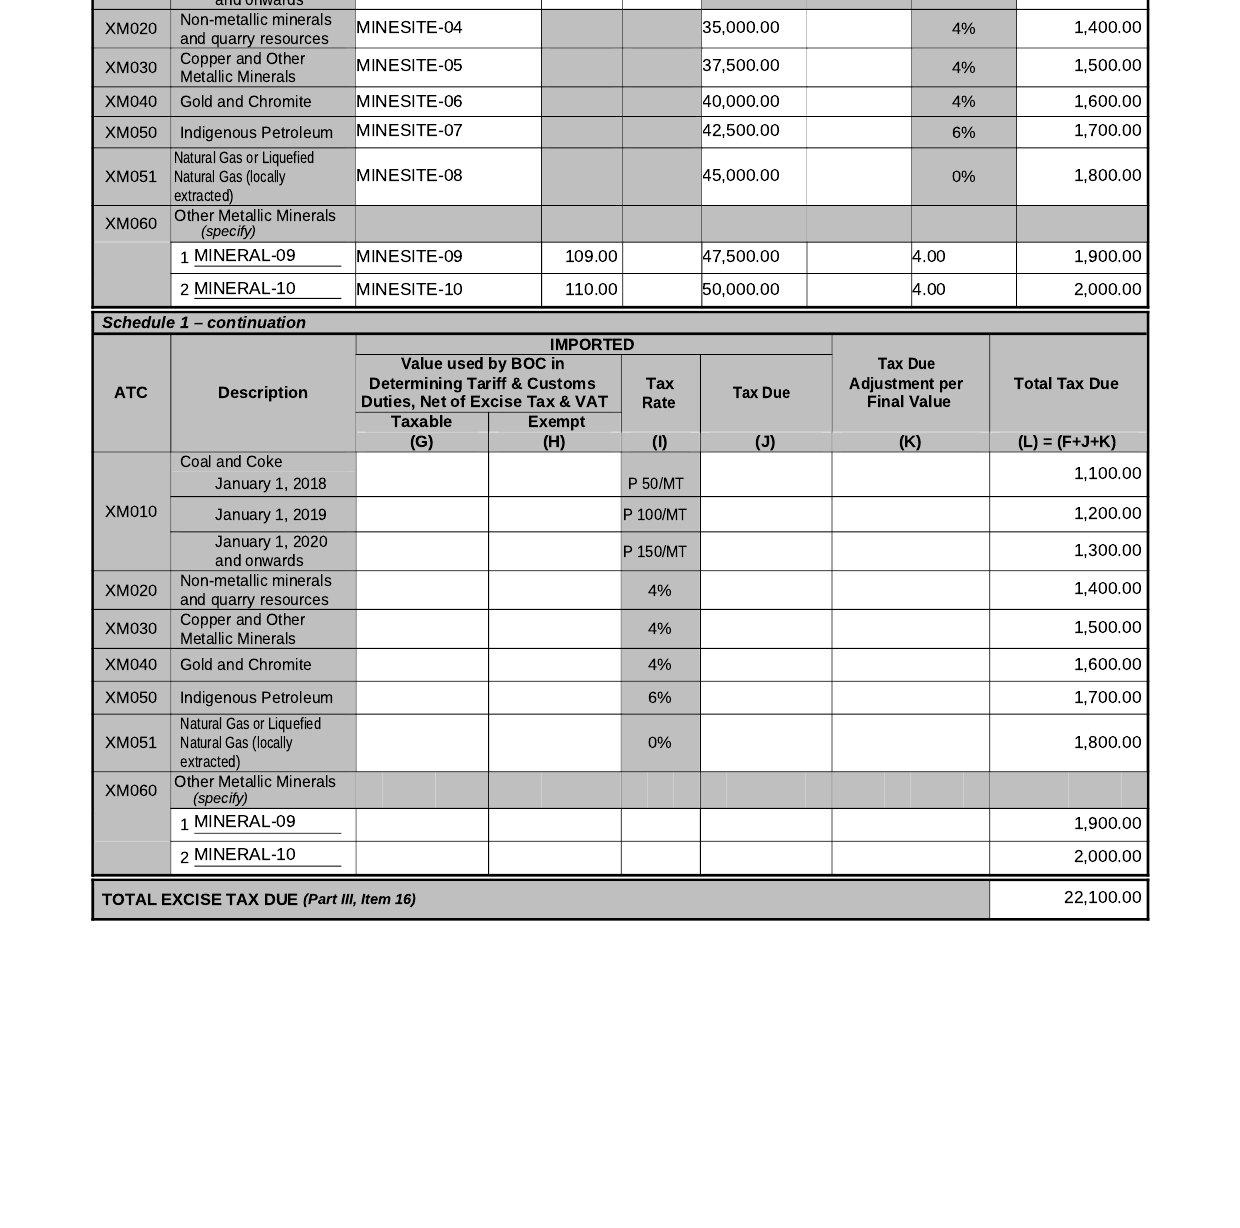 and onwards
XM020 Non-metallic minerals and quarry resources MINESITE-04 35,000.00 4% 1,400.00
XM030 Copper and Other Metallic Minerals MINESITE-05 37,500.00 4% 1,500.00
XM040 Gold and Chromite MINESITE-06 40,000.00 4% 1,600.00
XM050 Indigenous Petroleum MINESITE-07 42,500.00 6% 1,700.00
XM051 Natural Gas or Liquefied Natural Gas (locally extracted) MINESITE-08 45,000.00 0% 1,800.00
XM060 Other Metallic Minerals (specify)
1 MINERAL-09 MINESITE-09 109.00 47,500.00 4.00 1,900.00
2 MINERAL-10 MINESITE-10 110.00 50,000.00 4.00 2,000.00
Schedule 1 – continuation
ATC Description IMPORTED
Value used by BOC in Determining Tariff & Customs Duties, Net of Excise Tax & VAT
Tax Rate Tax Due Tax Due Adjustment per Final Value Total Tax Due
Taxable Exempt
(G) (H) (I) (J) (K) (L) = (F+J+K)
XM010 Coal and Coke
January 1, 2018 P 50/MT 1,100.00
January 1, 2019 P 100/MT 1,200.00
January 1, 2020 and onwards P 150/MT 1,300.00
XM020 Non-metallic minerals and quarry resources 4% 1,400.00
XM030 Copper and Other Metallic Minerals 4% 1,500.00
XM040 Gold and Chromite 4% 1,600.00
XM050 Indigenous Petroleum 6% 1,700.00
XM051 Natural Gas or Liquefied Natural Gas (locally extracted) 0% 1,800.00
XM060 Other Metallic Minerals (specify)
1 MINERAL-09 1,900.00
2 MINERAL-10 2,000.00
TOTAL EXCISE TAX DUE (Part III, Item 16) 22,100.00